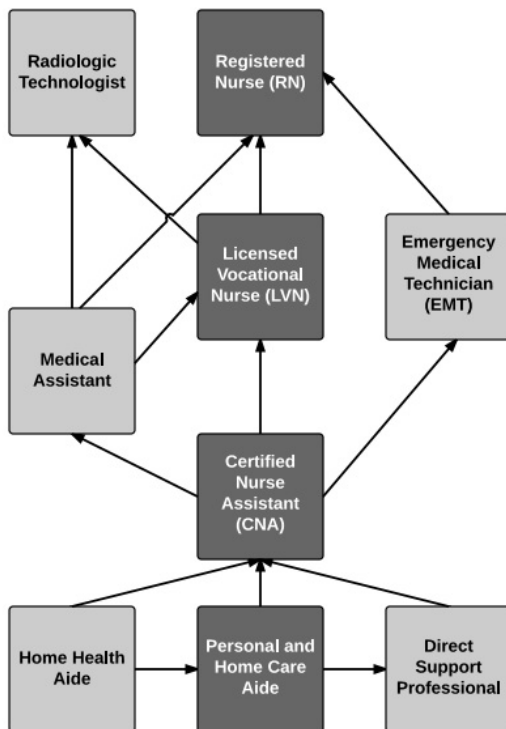 Radiologic
Technologist
Registered
Nurse (RN)
Licensed
Vocational
Nurse (LVN)
Emergency
Medical
Technician
(EMT)
Medical
Assistant
Certified
Nurse
Assistant
(CNA)
Home Health
Aide
Personal and
Home Care
Aide
Direct
Support
Professional